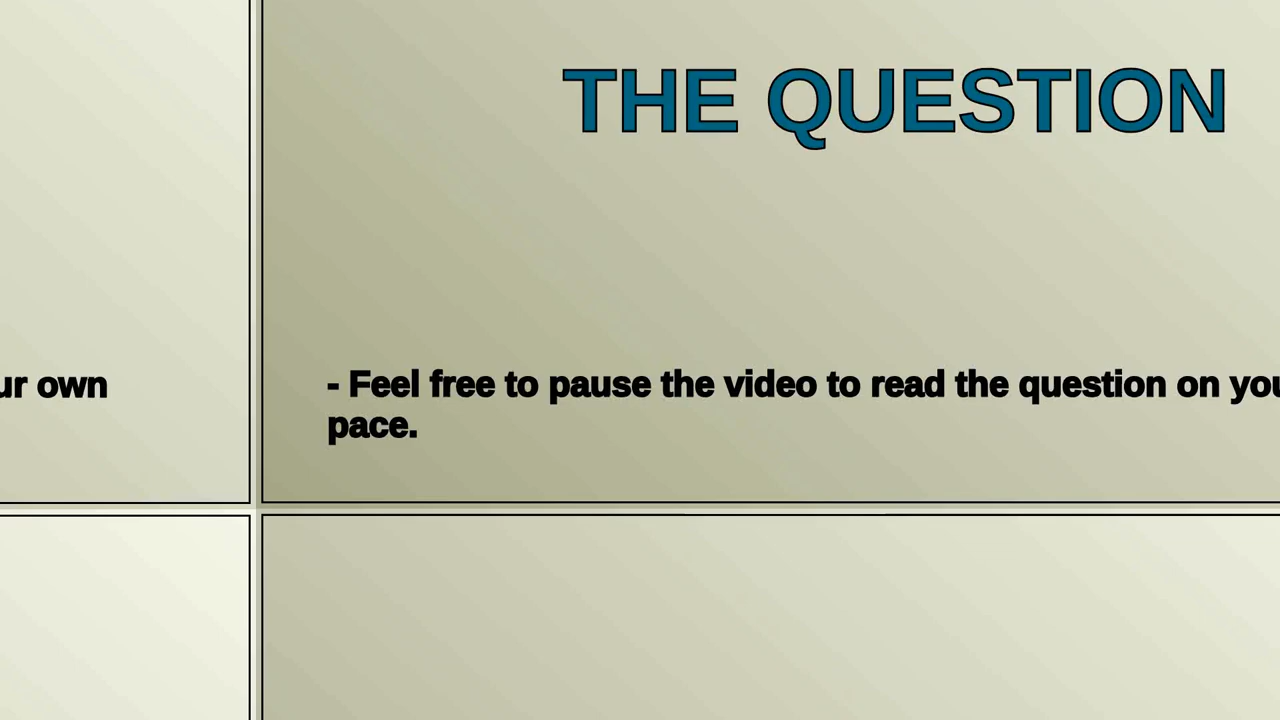 THE QUESTION
ur own
- Feel free to pause the video to read the question on you
pace.